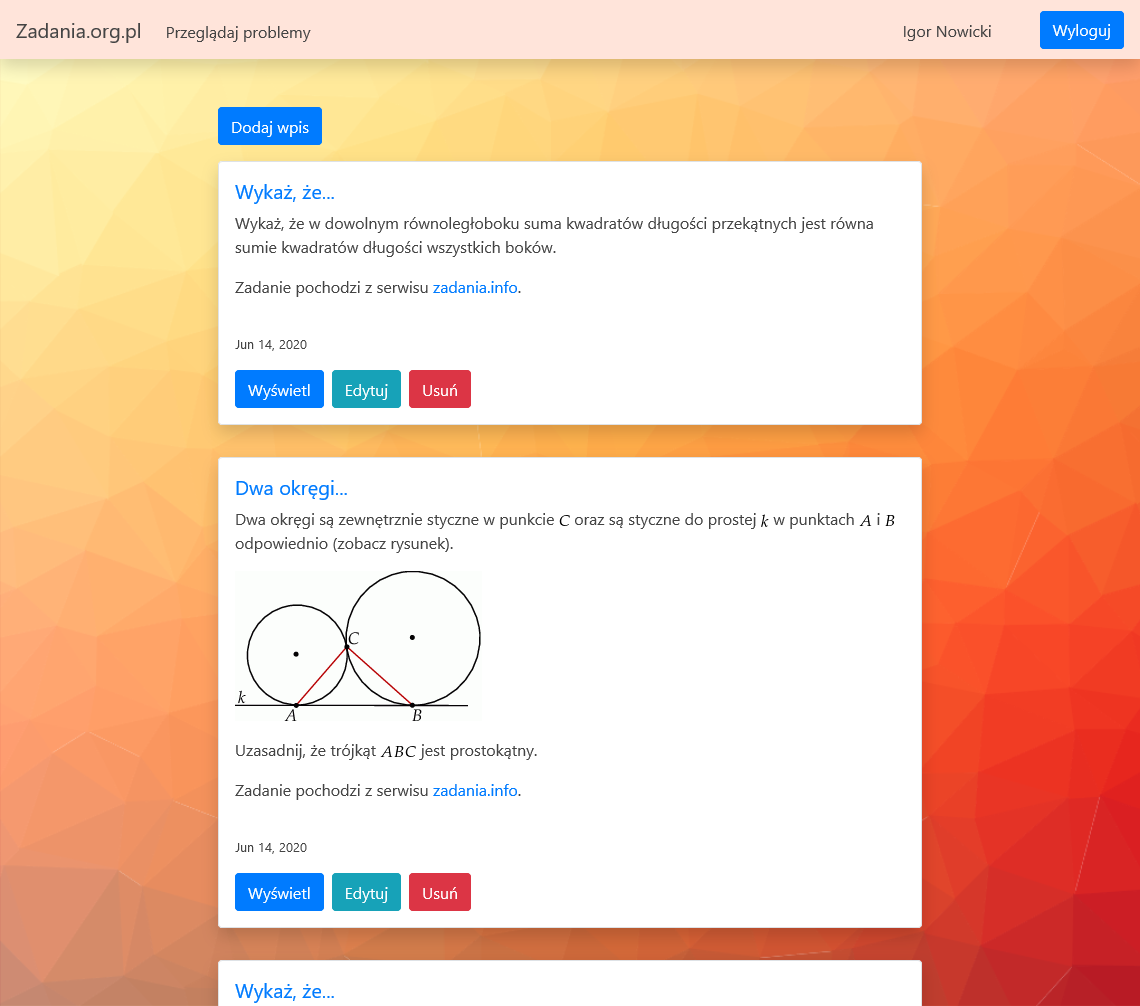 Zadania.org.pl Przeglądaj problemy Igor Nowicki Wyloguj
Dodaj wpis
Wykaż, że...
Wykaż, że w dowolnym równoległoboku suma kwadratów długości przekątnych jest równa
sumie kwadratów długości wszystkich boków.
Zadanie pochodzi z serwisu zadania.info.
Jun 14, 2020
Wyświetl Edytuj Usuń
Dwa okręgi...
Dwa okręgi są zewnętrznie styczne w punkcie C oraz są styczne do prostej k w punktach A i B
odpowiednio (zobacz rysunek).
C
k
A B
Uzasadnij, że trójkąt ABC jest prostokątny.
Zadanie pochodzi z serwisu zadania.info.
Jun 14, 2020
Wyświetl Edytuj Usuń
Wykaż, że...